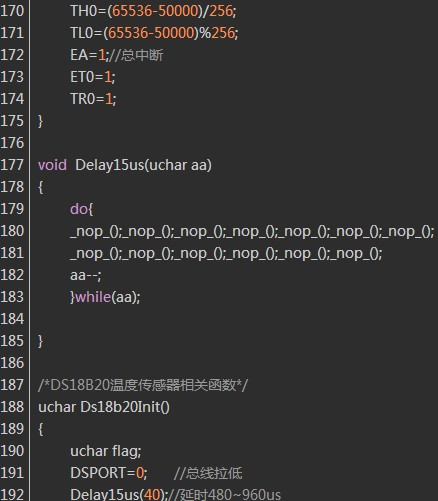 170 TH0=(65536-50000)/256;
171 TL0=(65536-50000)%256;
172 EA=1;//总中断
173 ET0=1;
174 TR0=1;
175 }
176
177 void Delay15us(uchar aa)
178 {
179 do{
180 _nop_();_nop_();_nop_();_nop_();_nop_();_nop_();_nop_();
181 _nop_();_nop_();_nop_();_nop_();_nop_();_nop_();
182 aa--;
183 }while(aa);
184
185 }
186
187 /*DS18B20温度传感器相关函数*/
188 uchar Ds18b20Init()
189 {
190 uchar flag;
191 DSPORT=0; //总线拉低
192 Delay15us(40);//延时480~960us